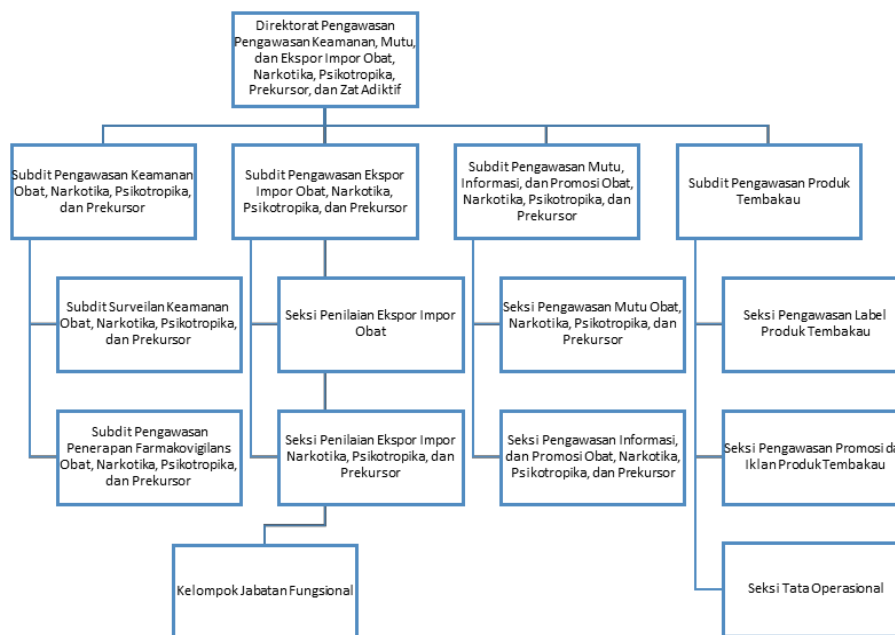 Direktorat Pengawasan
Pengawasan Keamanan, Mutu,
dan Ekspor Impor Obat,
Narkotika, Psikotropika,
Prekursor, dan Zat Adiktif
Subdit Pengawasan Keamanan
Obat, Narkotika, Psikotropika,
dan Prekursor
Subdit Pengawasan Ekspor
Impor Obat, Narkotika,
Psikotropika, dan Prekursor
Subdit Pengawasan Mutu,
Informasi, dan Promosi Obat,
Narkotika, Psikotropika, dan
Prekursor
Subdit Pengawasan Produk
Tembakau
Subdit Surveilan Keamanan
Obat, Narkotika, Psikotropika,
dan Prekursor
Seksi Penilaian Ekspor Impor
Obat
Seksi Pengawasan Mutu Obat,
Narkotika, Psikotropika, dan
Prekursor
Seksi Pengawasan Label
Produk Tembakau
Subdit Pengawasan
Penerapan Farmakovigilans
Obat, Narkotika, Psikotropika,
dan Prekursor
Seksi Penilaian Ekspor Impor
Narkotika, Psikotropika, dan
Prekursor
Seksi Pengawasan Informasi,
dan Promosi Obat, Narkotika,
Psikotropika, dan Prekursor
Seksi Pengawasan Promosi da
Iklan Produk Tembakau
Kelompok Jabatan Fungsional
Seksi Tata Operasional